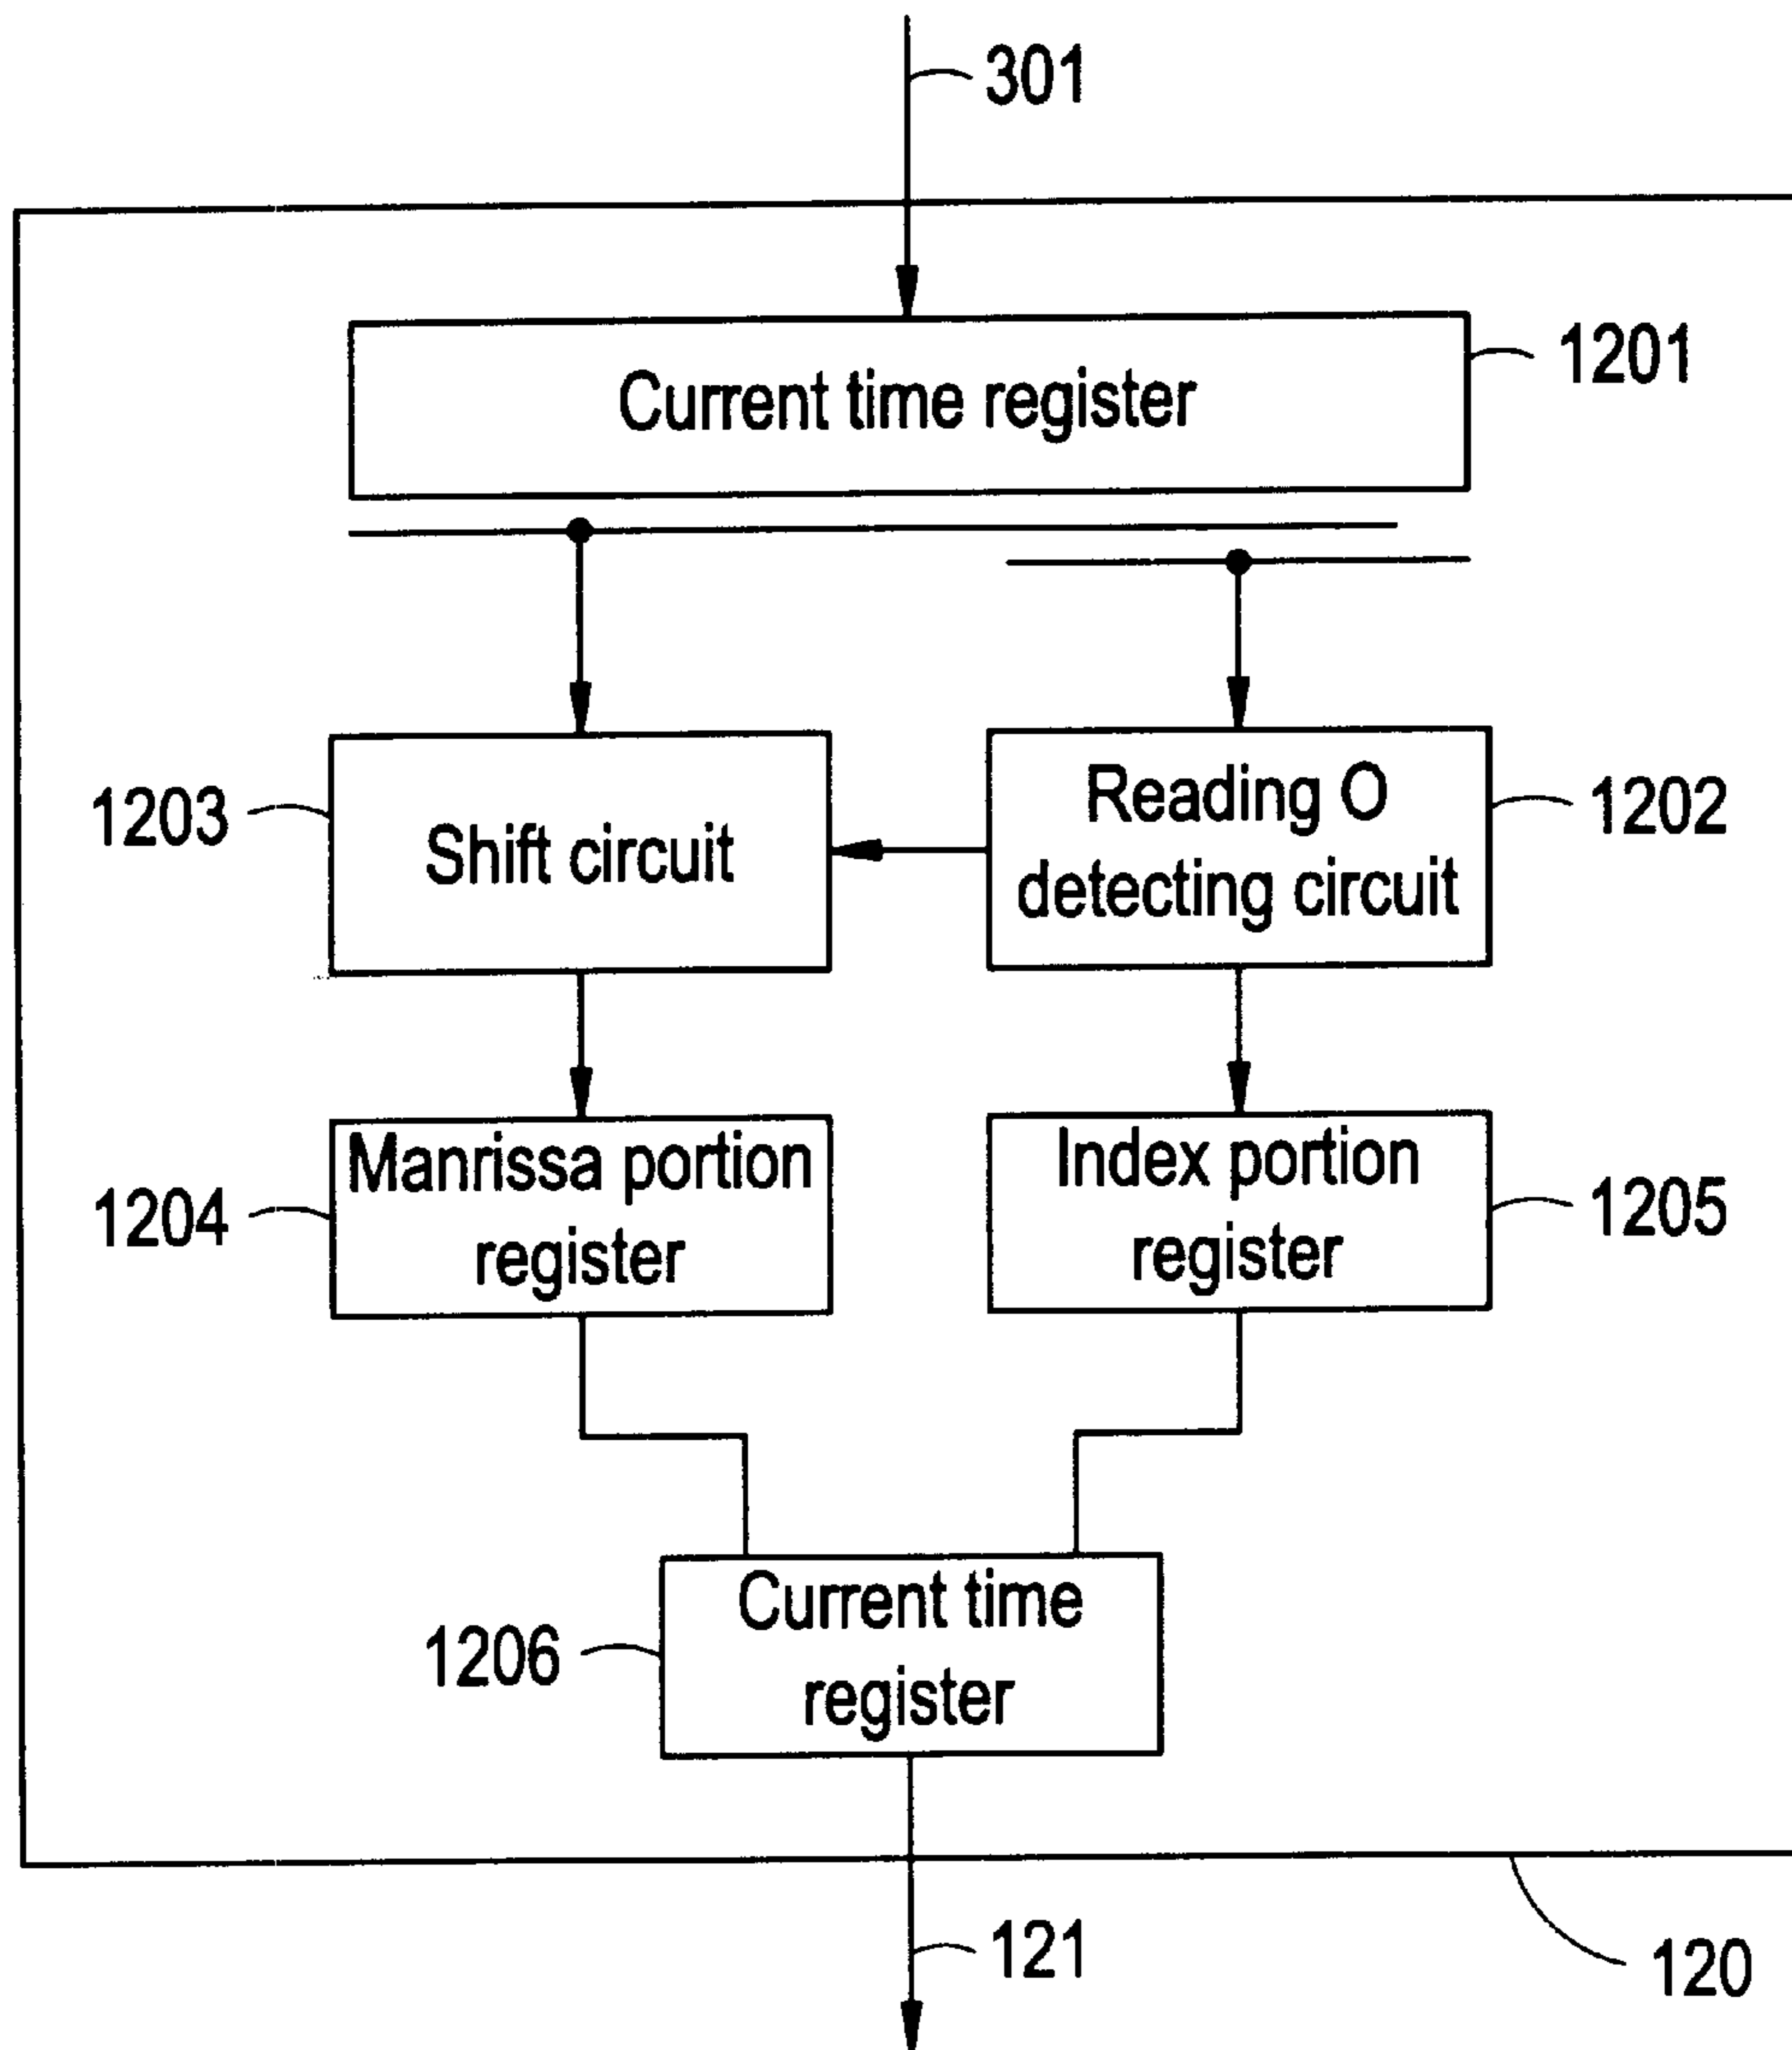 301
Current time register
1201
Reading O
detecting circuit
1202
1203
Shift circuit
Manrissa portion
register
1204
Index portion
register
1205
Current time
register
1206
121
120